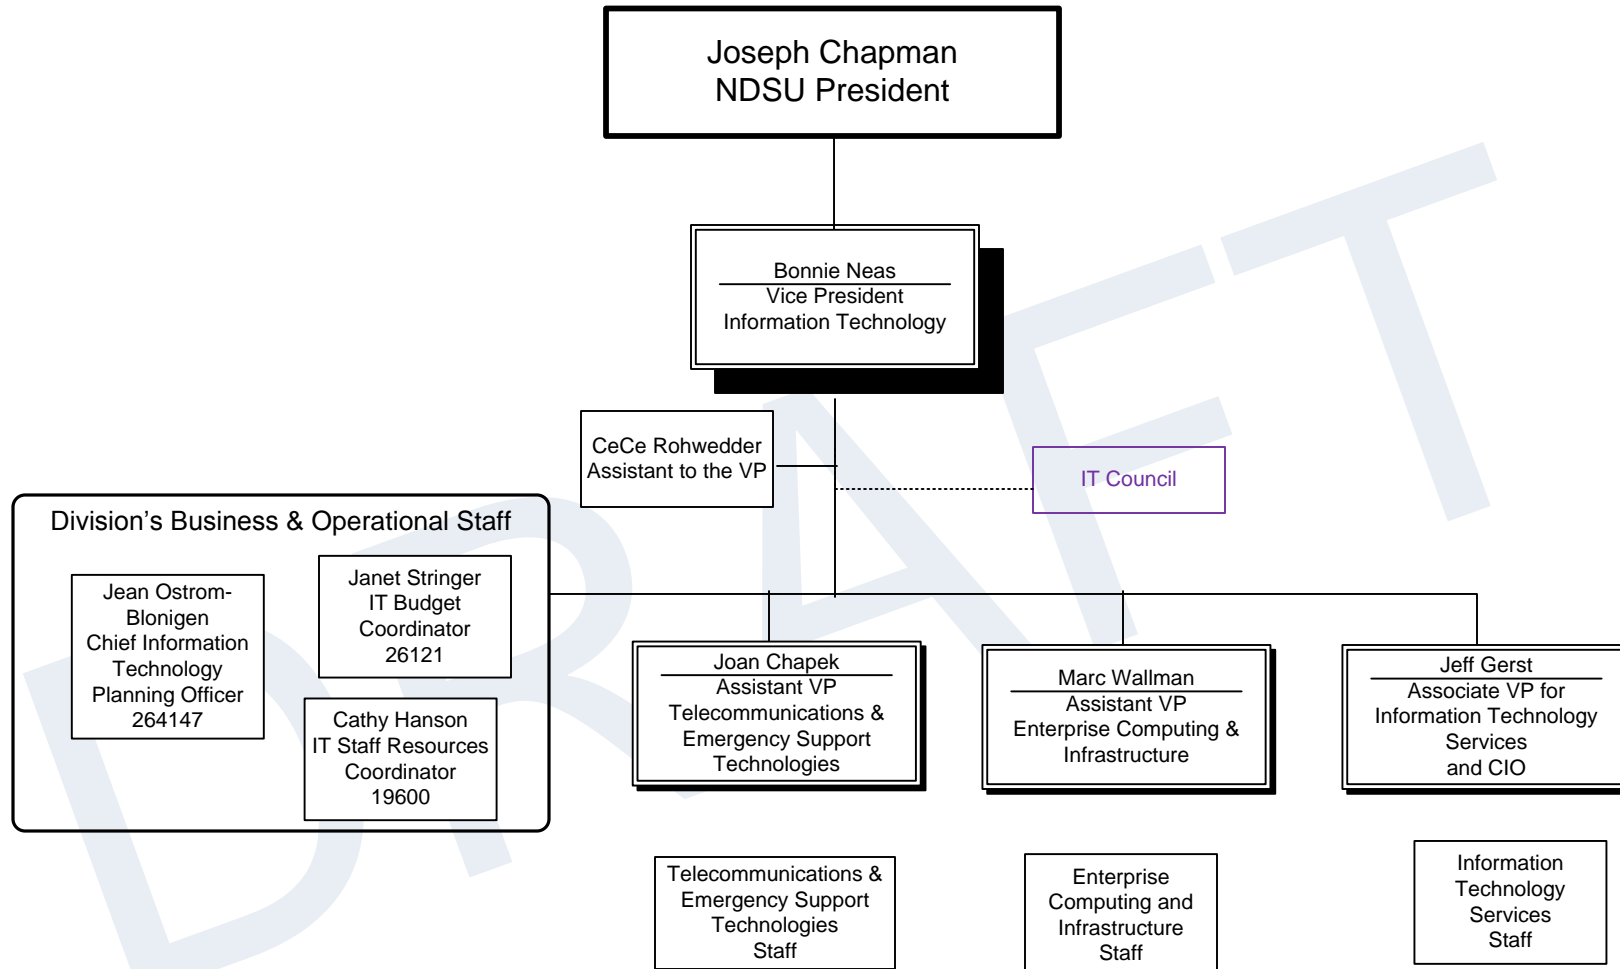 Joseph Chapman
NDSU President
Bonnie Neas
Vice President
Information Technology
CeCe Rohwedder
Assistant to the VP
IT Council
Division’s Business & Operational Staff
Jean Ostrom-
Blonigen
Chief Information
Technology
Planning Officer
264147
Janet Stringer
IT Budget
Coordinator
26121
Cathy Hanson
IT Staff Resources
Coordinator
19600
Joan Chapek
Assistant VP
Telecommunications &
Emergency Support
Technologies
Marc Wallman
Assistant VP
Enterprise Computing &
Infrastructure
Jeff Gerst
Associate VP for
Information Technology
Services
and CIO
Telecommunications &
Emergency Support
Technologies
Staff
Enterprise
Computing and
Infrastructure
Staff
Information
Technology
Services
Staff
DRAFT